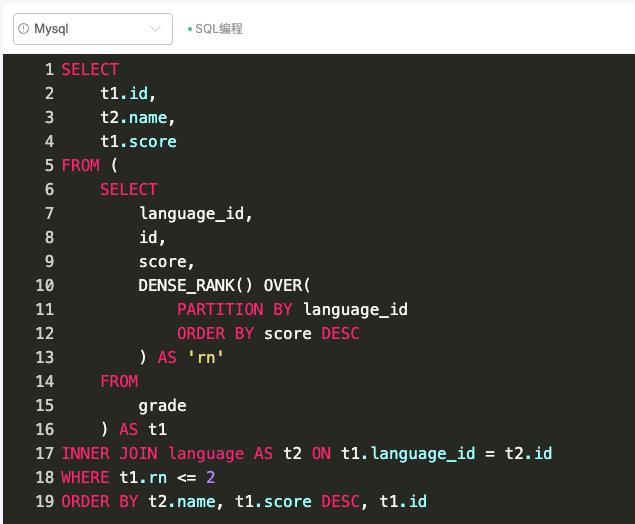 Mysql
SQL编程
1 SELECT
2     t1.id,
3     t2.name,
4     t1.score
5 FROM (
6     SELECT
7         language_id,
8         id,
9         score,
10         DENSE_RANK() OVER(
11             PARTITION BY language_id
12             ORDER BY score DESC
13         ) AS 'rn'
14     FROM
15         grade
16     ) AS t1
17 INNER JOIN language AS t2 ON t1.language_id = t2.id
18 WHERE t1.rn <= 2
19 ORDER BY t2.name, t1.score DESC, t1.id